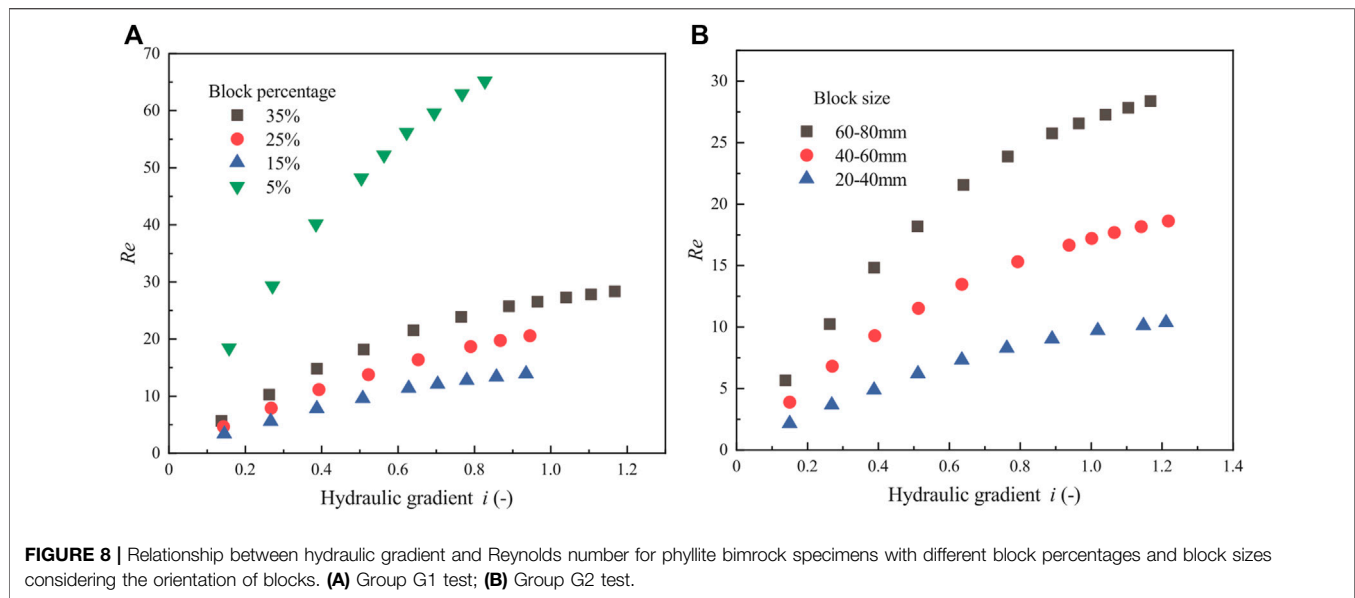 A
70
60
50
40
30
20
10
0
Re
Block percentage
35%
25%
15%
5%
0
0.2
0.4
0.6
0.8
1.0
1.2
Hydraulic gradient i (-)
B
30
25
20
15
10
5
0
Re
Block size
60-80mm
40-60mm
20-40mm
0
0.2
0.4
0.6
0.8
1.0
1.2
1.4
Hydraulic gradient i (-)
FIGURE 8 | Relationship between hydraulic gradient and Reynolds number for phyllite bimrock specimens with different block percentages and block sizes
considering the orientation of blocks. (A) Group G1 test; (B) Group G2 test.